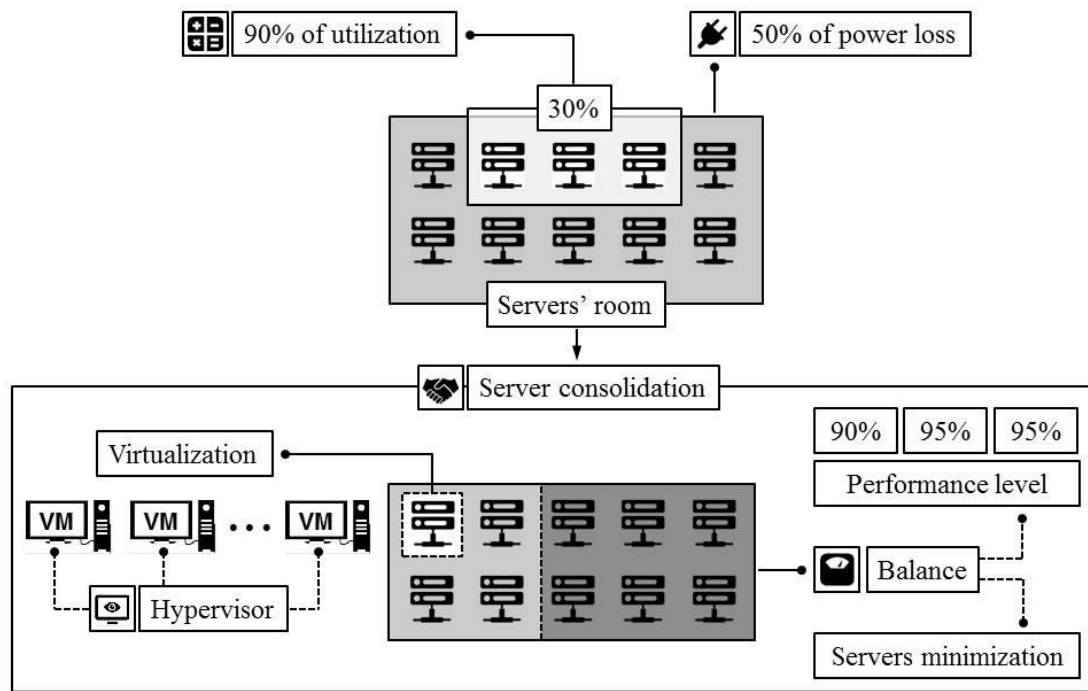 90% of utilization
50% of power loss
30%
Servers’ room
Server consolidation
90%
95%
95%
Virtualization
Performance level
VM
VM
VM
Balance
Hypervisor
Servers minimization